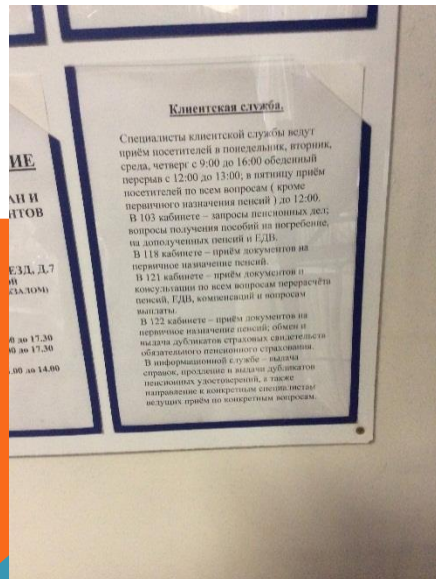 Клиентская служба.
Специалисты клиентской службы ведут
приём посетителей в понедельник, вторник,
среда, четверг с 9:00 до 16:00 обеденный
перерыв с 12:00 до 13:00; в пятницу приём
посетителей по всем вопросам ( кроме
первичного назначения пенсий ) до 12:00.
В 103 кабинете – запросы пенсионных дел;
вопросы получения пособий на погребение,
на дополученных пенсий и ЕДВ.
В 118 кабинете – приём документов на
первичное назначение пенсий.
В 121 кабинете – приём документов и
консультации по всем вопросам перерасчёта
пенсий, ЕДВ, компенсаций и вопросам
выплаты.
В 122 кабинете – приём документов на
первичное назначение пенсий; обмен и
выдача дубликатов страховых свидетельств
обязательного пенсионного страхования.
В информационной службе – выдача
справок, продление и выдача дубликатов
пенсионных удостоверений, а также
направление к конкретным специалистам
ведущих приём по конкретным вопросам.
ИЕ
АН И
НТОВ
ЕЗД, Д.7
ОЙ
КЗАЛОМ)
0 до 17.30
0 до 17.30
.00 до 14.00